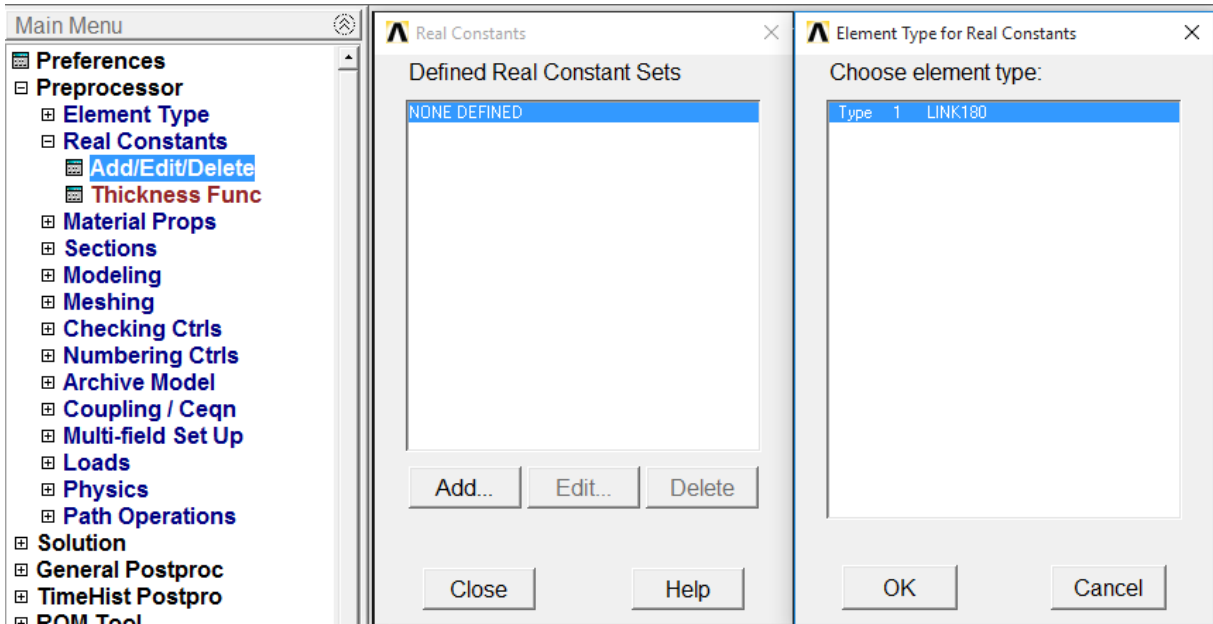 Main Menu
Preferences
Preprocessor
Element Type
Real Constants
Add/Edit/Delete
Thickness Func
Material Props
Sections
Modeling
Meshing
Checking Ctrls
Numbering Ctrls
Archive Model
Coupling / Ceqn
Multi-field Set Up
Loads
Physics
Path Operations
Solution
General Postproc
TimeHist Postpro
ROM Tool
Real Constants
Defined Real Constant Sets
NONE DEFINED
Add... Edit... Delete
Close Help
Element Type for Real Constants
Choose element type:
Type 1 LINK180
OK Cancel